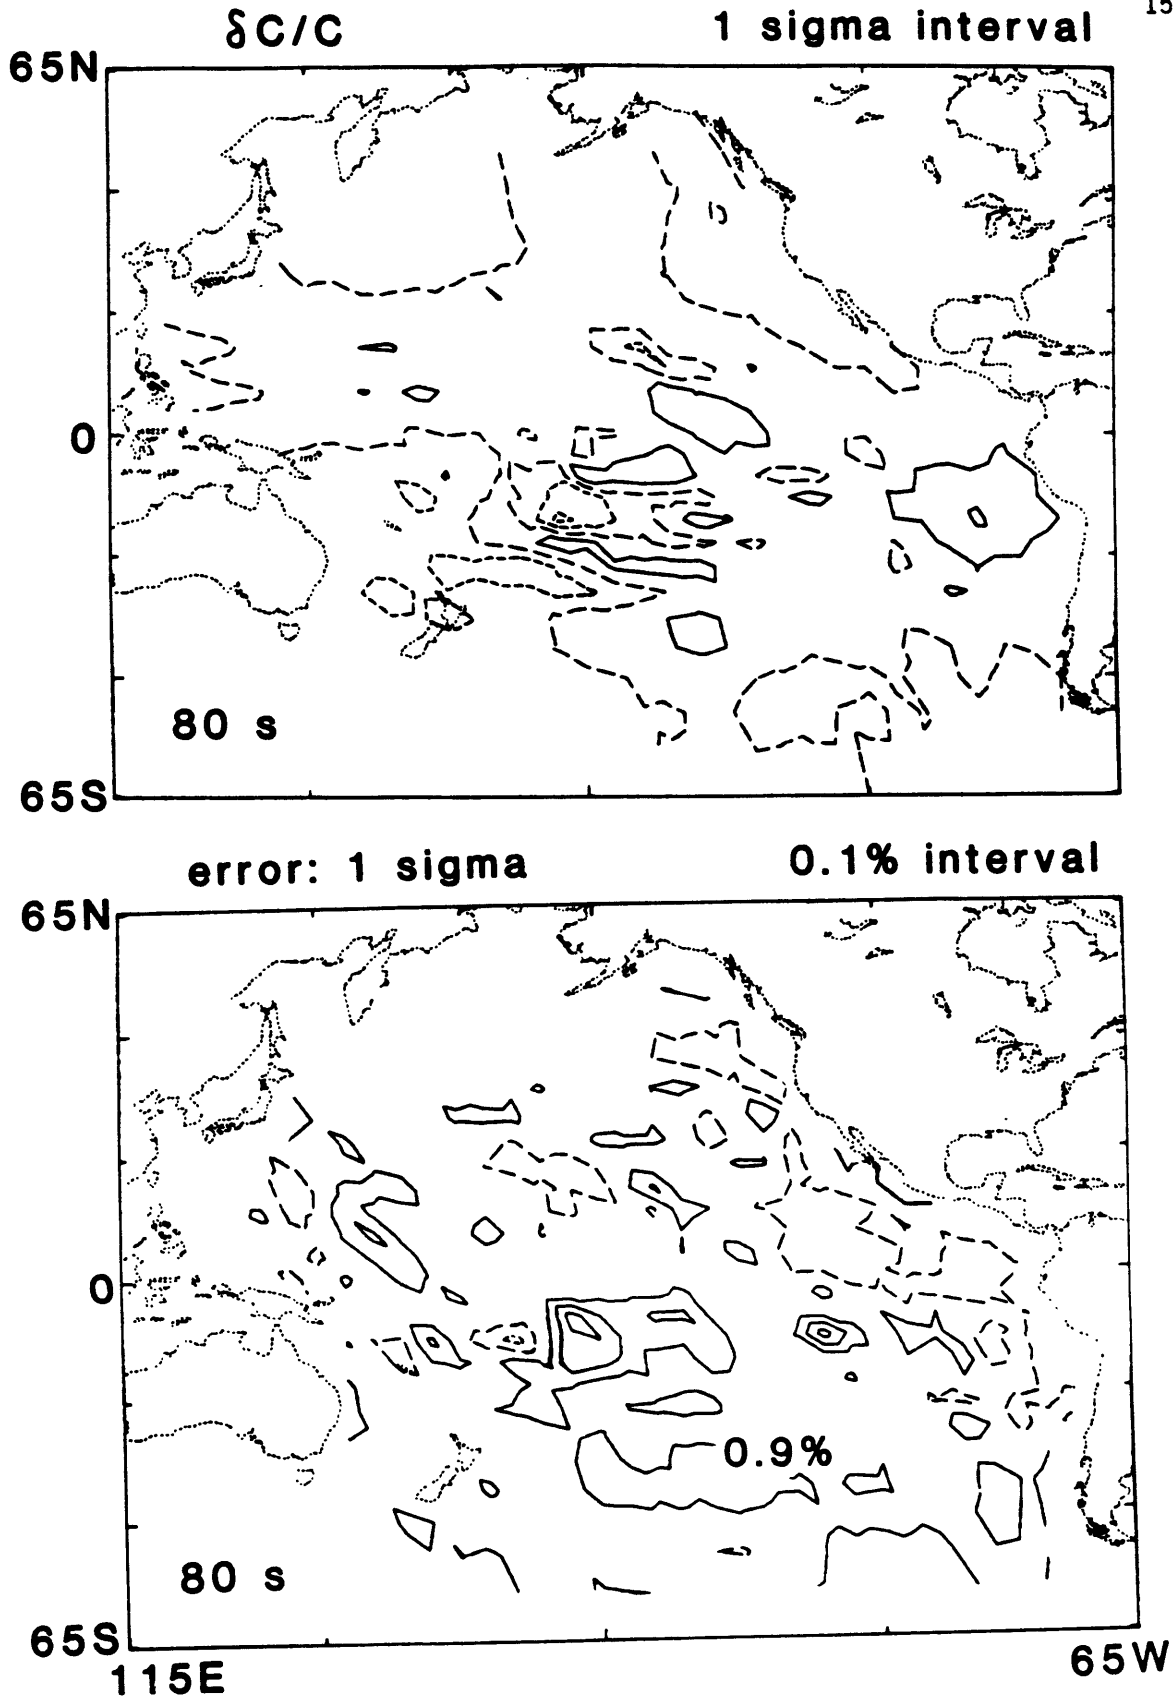 15
δC/C 1 sigma interval
65N
0
80 s
65S
error: 1 sigma 0.1% interval
65N
0
0.9%
80 s
65S
115E 65W